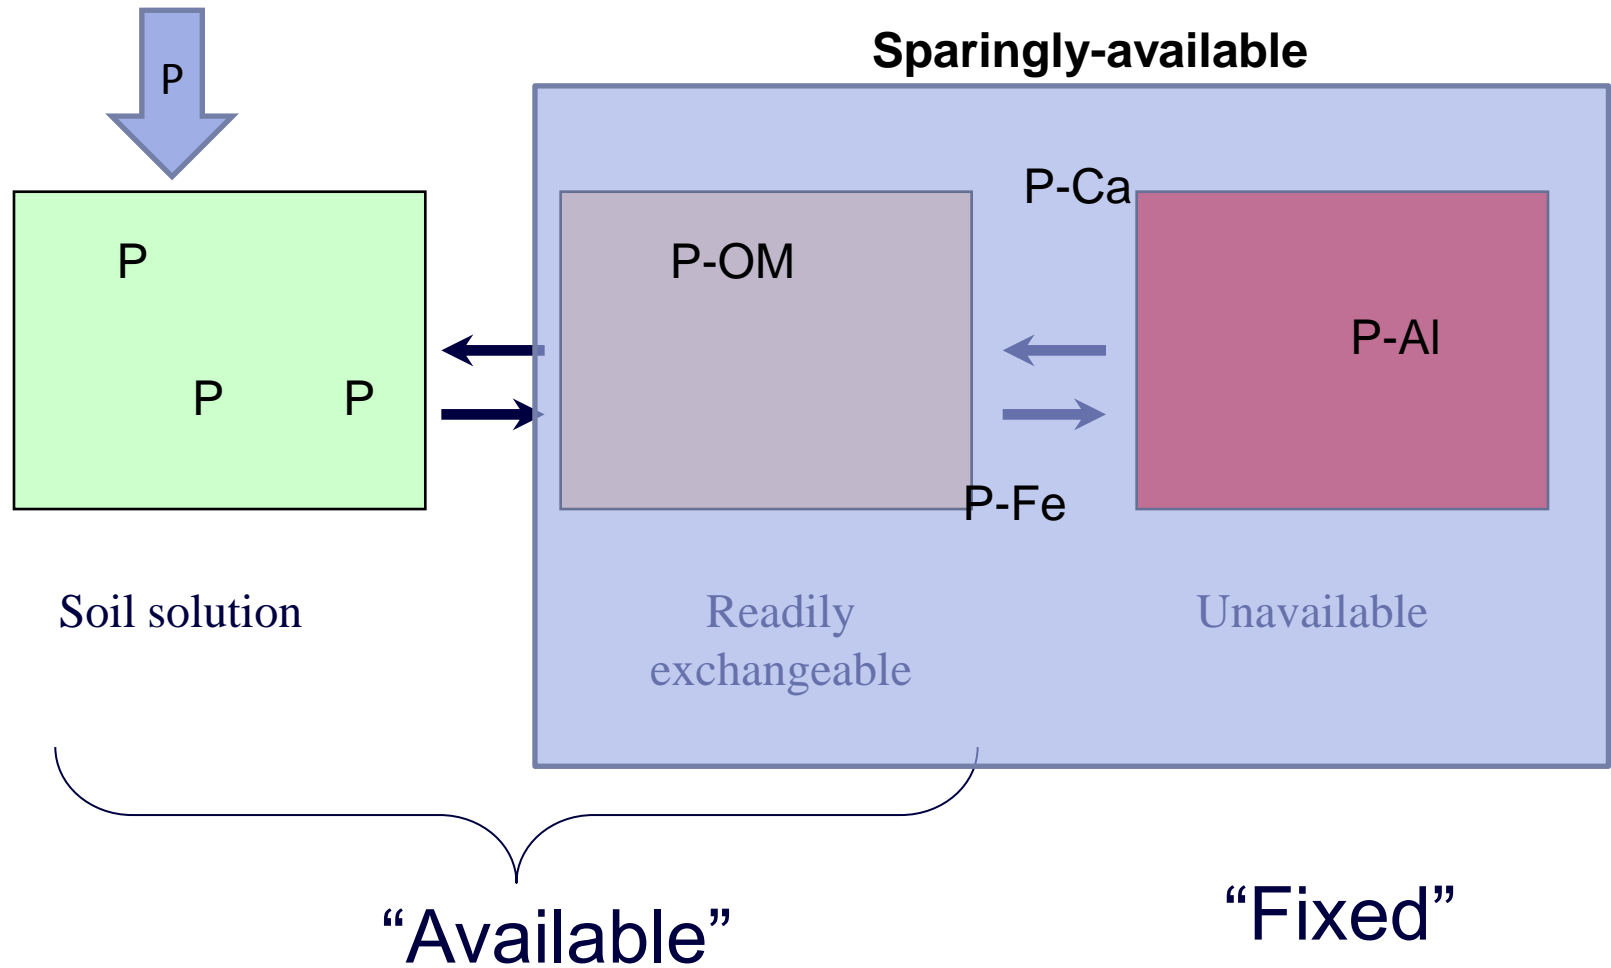 Sparingly-available
P
P-Ca
P
P-OM
P-Al
P
P
P-Fe
Soil solution
Readily
exchangeable
Unavailable
“Available”
“Fixed”